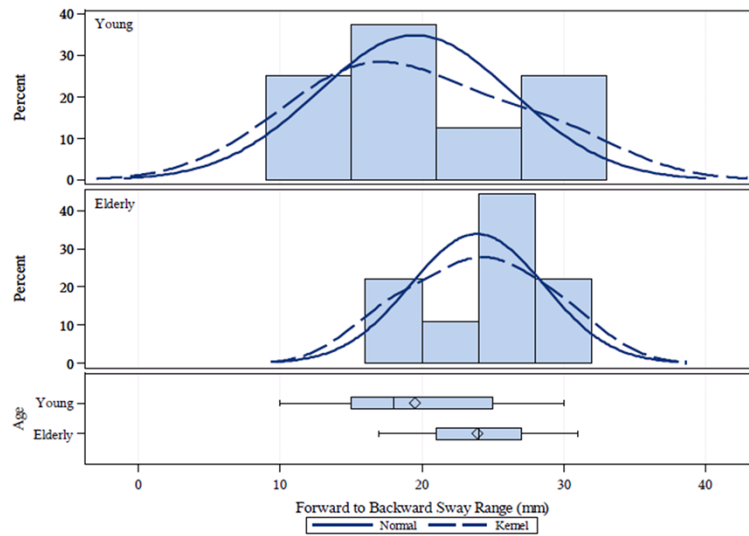 Young
40
30
20
10
0
Percent
Elderly
40
30
20
10
0
Percent
Age
Young
Elderly
0 10 20 30 40
Forward to Backward Sway Range (mm)
Normal Kernel